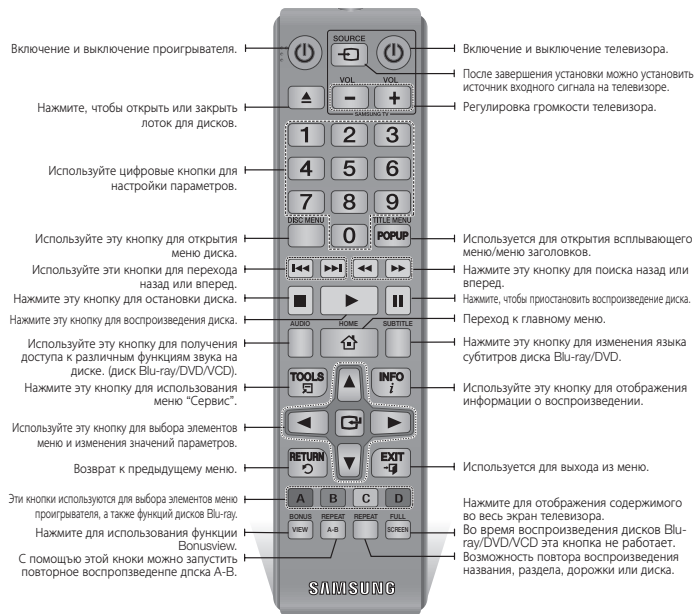 Включение и выключение проигрывателя.
Нажмите, чтобы открыть или закрыть
лоток для дисков.
Используйте цифровые кнопки для
настройки параметров.
Используйте эту кнопку для открытия
меню диска.
Используйте эти кнопки для перехода
назад или вперед.
Нажмите эту кнопку для остановки диска.
Нажмите эту кнопку для воспроизведения диска.
Используйте эту кнопку для получения
доступа к различным функциям звука на
диске. (диск Blu-ray/DVD/VCD).
Нажмите эту кнопку для использования
меню “Сервис”.
Используйте эту кнопку для выбора элементов
меню и изменения значений параметров.
Возврат к предыдущему меню.
Эти кнопки используются для выбора элементов меню
проигрывателя, а также функций дисков Blu-ray.
Нажмите для использования функции
Bonusview.
С помощъю этой кноки можно запустить
повторное воспропзведенпе дпска A-B.
SOURCE
VOL VOL
SAMSUNG TV
1 2 3
4 5 6
7 8 9
DISC MENU TITLE MENU
0 POPUP
AUDIO HOME SUBTITLE
TOOLS INFO
i
RETURN EXIT
A B C D
BONUS REPEAT REPEAT FULL
VIEW A-B SCREEN
SAMSUNG
Включение и выключение телевизора.
После завершения установки можно установить
источник входного сигнала на телевизоре.
Регулировка громкости телевизора.
Используется для открытия всплывающего
меню/меню заголовков.
Нажмите эту кнопку для поиска назад или
вперед.
Нажмите, чтобы приостановить воспроизведение диска.
Переход к главному меню.
Нажмите эту кнопку для изменения языка
субтитров диска Blu-ray/DVD.
Используйте эту кнопку для отображения
информации о воспроизведении.
Используется для выхода из меню.
Нажмите для отображения содержимого
во весь экран телевизора.
Во время воспроизведения дисков Blu-
ray/DVD/VCD эта кнопка не работает.
Возможность повтора воспроизведения
названия, раздела, дорожки или диска.